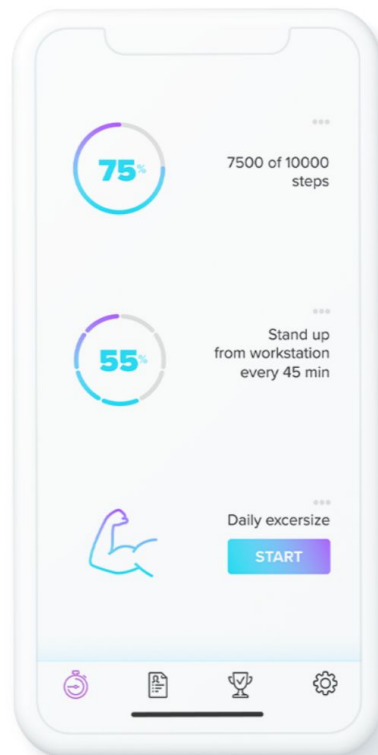 75%
7500 of 10000
steps
55%
Stand up
from workstation
every 45 min
Daily excersize
START